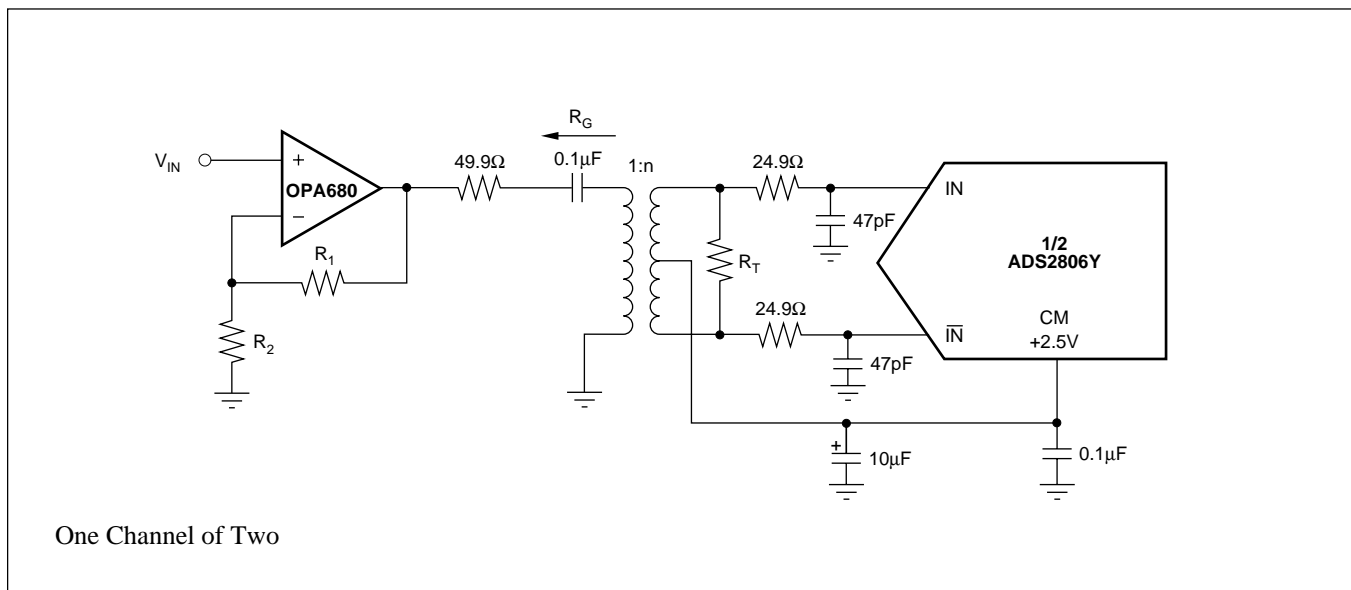 V_IN
+
−
OPA680
R_1
R_2
49.9Ω
R_G
0.1µF
1:n
R_T
24.9Ω
47pF
24.9Ω
47pF
IN
1/2
ADS2806Y
CM
+2.5V
I̅N̅
+
10µF
0.1µF
One Channel of Two